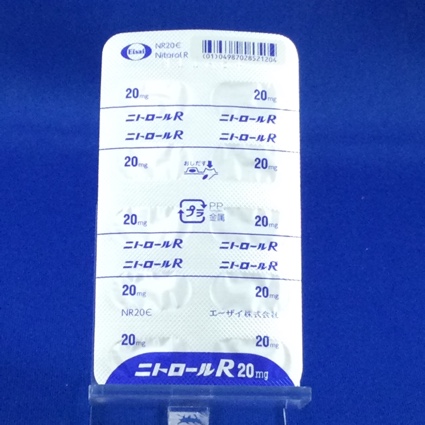 Eisai
NR20€
Nitorol R
(01)04987028521204
20mg 20mg
ニトロールR ニトロールR
ニトロールR ニトロールR
20mg おしだす 20mg
20mg プラ PP 20mg
金属
ニトロールR ニトロールR
ニトロールR ニトロールR
20mg 20mg
NR20€ エーザイ株式会社
20mg 20mg
ニトロールR 20mg